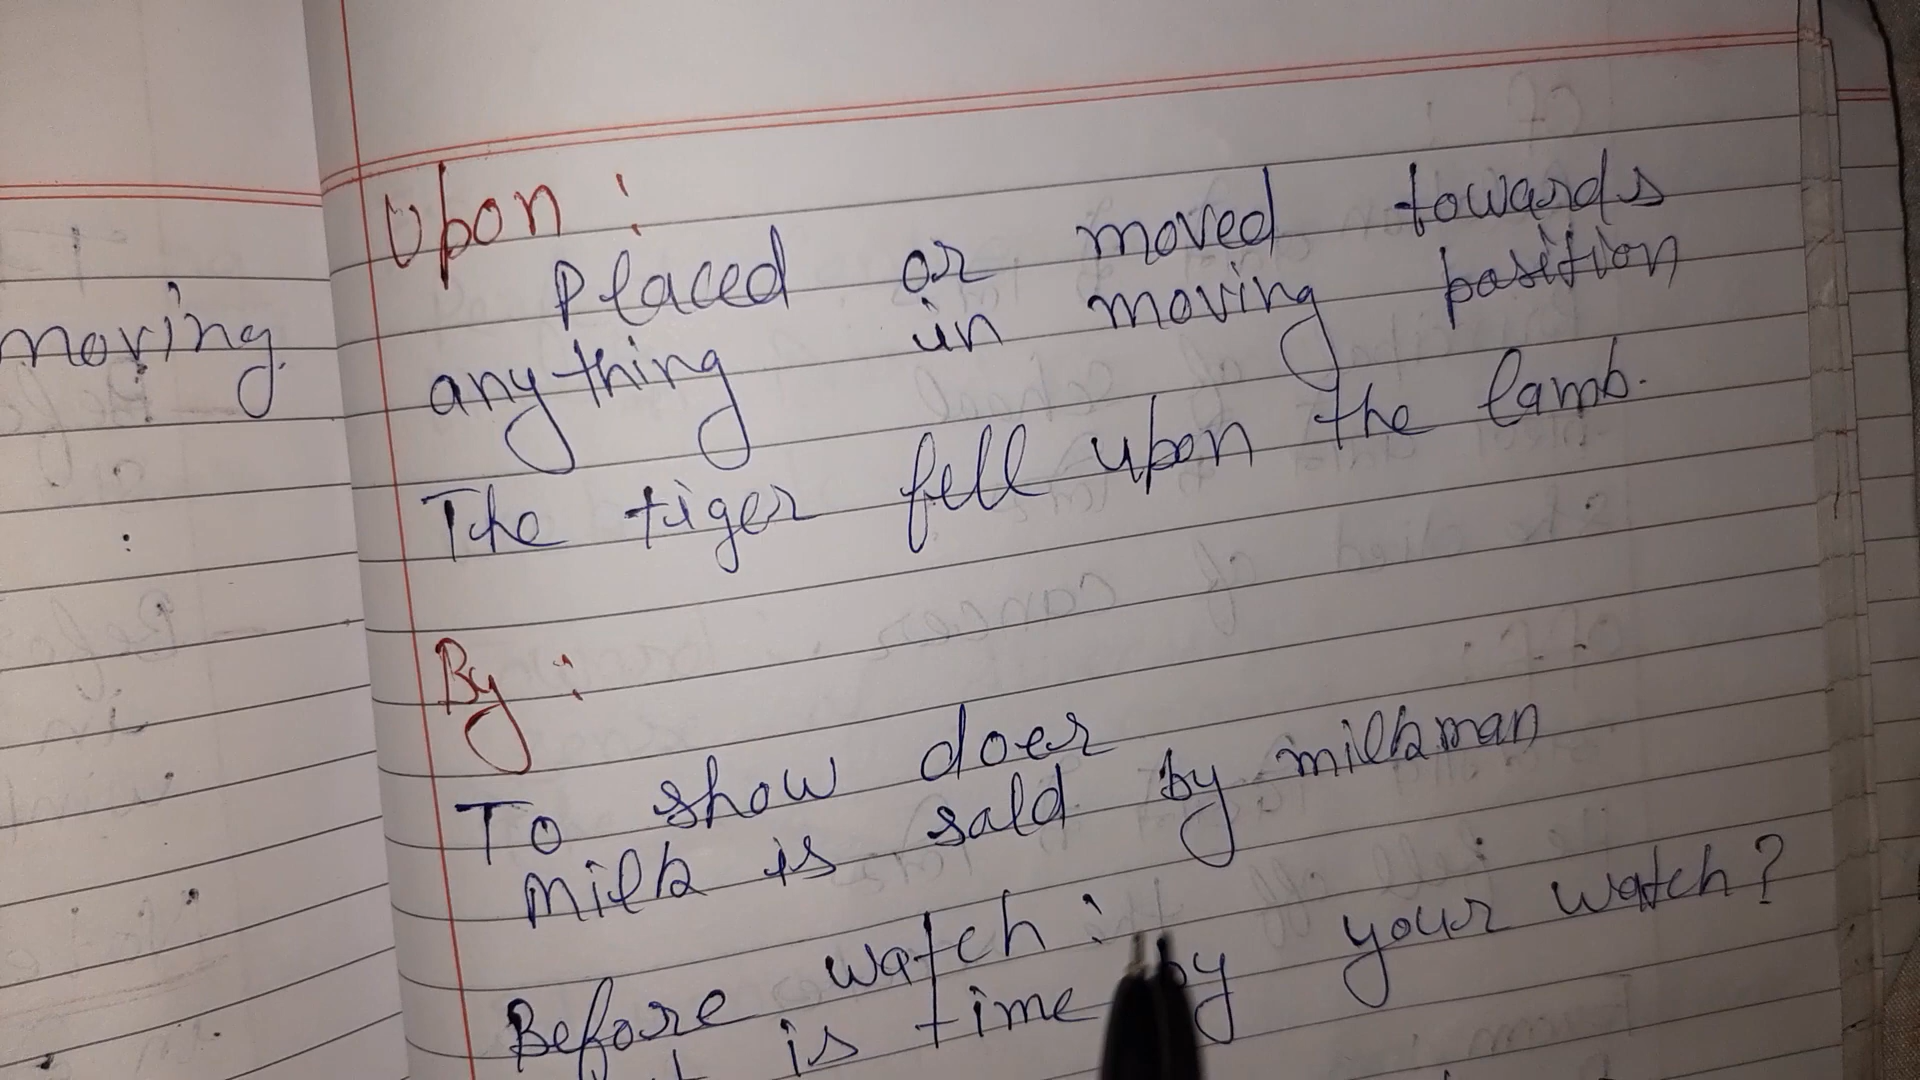 moving.
Upon :
Placed or moved towards
anything in moving position
The tiger fell upon the lamb.
By :
To show doer
Milk is sald by milkman
Before watch :
is time by your watch?